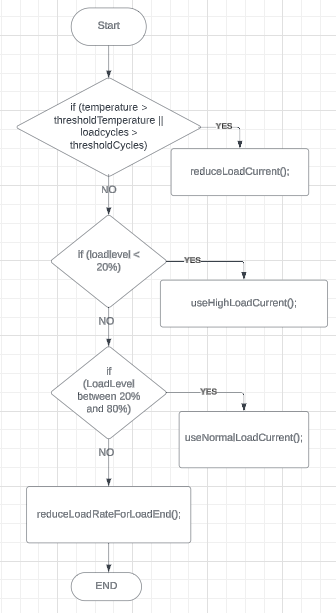 Start
if (temperature >
thresholdTemperature ||
loadcycles >
thresholdCycles)
YES
reduceLoadCurrent();
NO
if (loadlevel <
20%)
YES
useHighLoadCurrent();
NO
if
(LoadLevel
between 20%
and 80%)
YES
useNormalLoadCurrent();
NO
reduceLoadRateForLoadEnd();
END